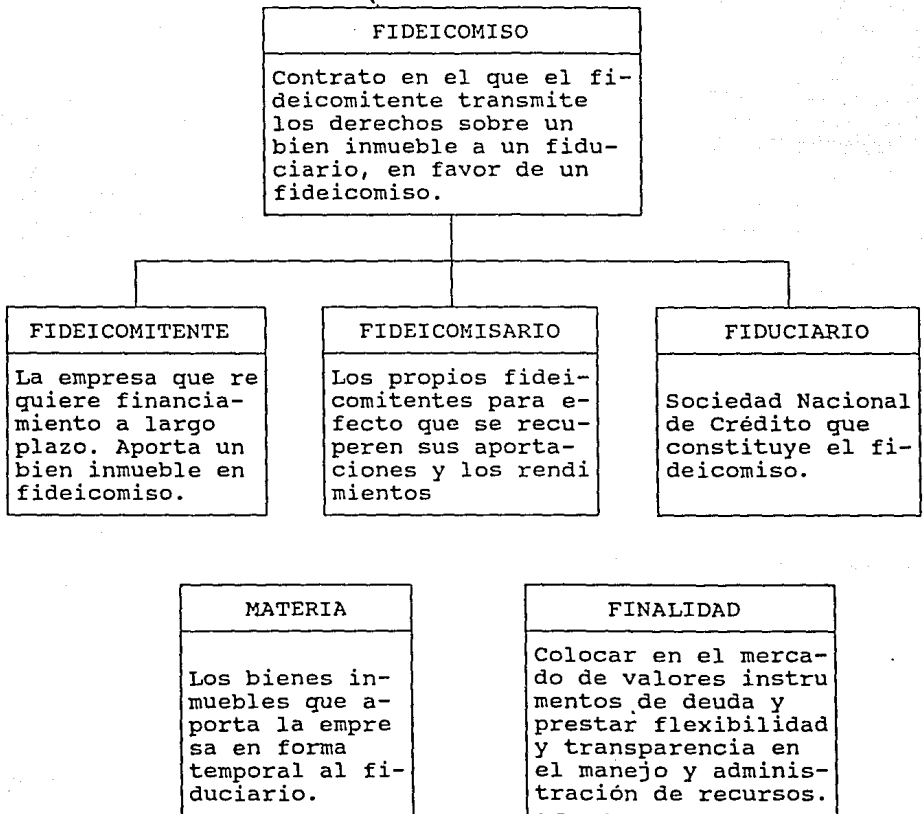 FIDEICOMISO
Contrato en el que el fi-
deicomitente transmite
los derechos sobre un
bien inmueble a un fidu-
ciario, en favor de un
fideicomiso.
FIDEICOMITENTE
La empresa que re
quiere financia-
miento a largo
plazo. Aporta un
bien inmueble en
fideicomiso.
FIDEICOMISARIO
Los propios fidei-
comitentes para e-
fecto que se recu-
peren sus aporta-
ciones y los rendi
mientos
FIDUCIARIO
Sociedad Nacional
de Crédito que
constituye el fi-
deicomiso.
MATERIA
Los bienes in-
muebles que a-
porta la empre
sa en forma
temporal al fi-
duciario.
FINALIDAD
Colocar en el merca-
do de valores instru
mentos de deuda y
prestar flexibilidad
y transparencia en
el manejo y adminis-
tración de recursos.